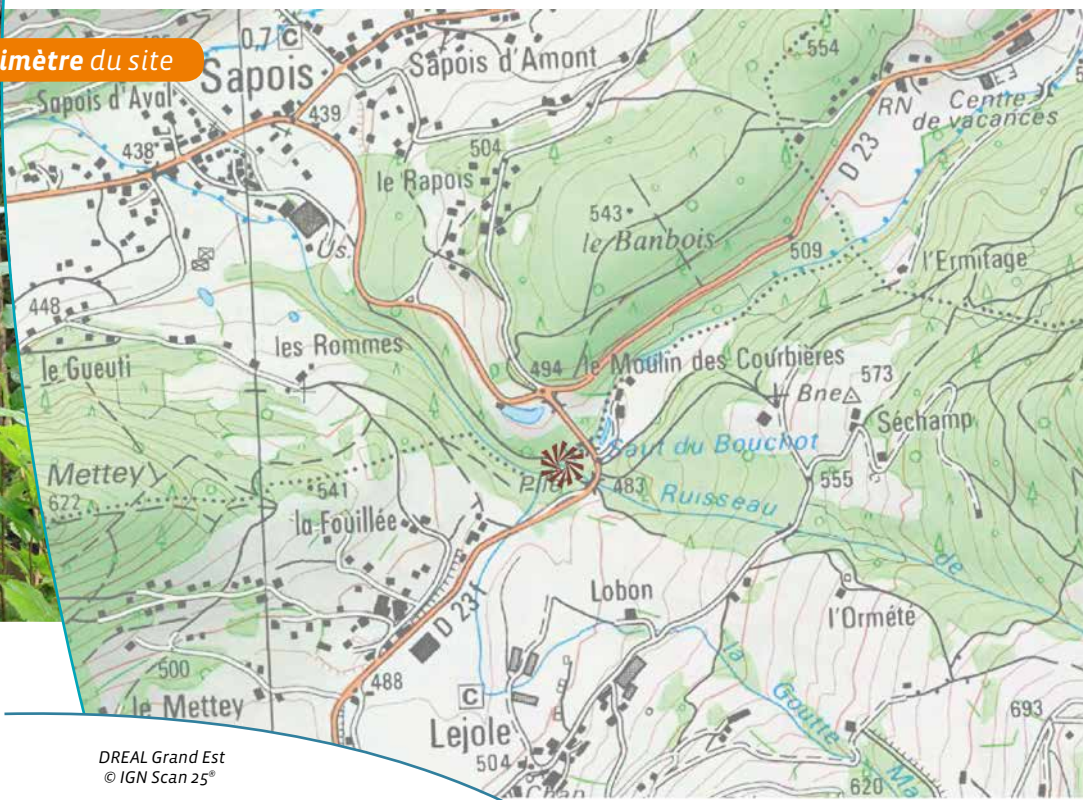 imètre du site
0,7 C
Sapois
Sapois d'Amont
Sapois d'Aval
554
RN
Centre
de vacances
439
438
504
D 23
le Rapois
543
le Banbois
Us.
509
l'Ermitage
448
les Rommes
le Gueuti
494
le Moulin des Courbières
573
Bne
Séchamp
Saut du Bouchot
Mettey
622
541
483
Ruisseau
555
de
la Fouillée
D 23f
Lobon
l'Ormété
la
Goutte
500
488
le Mettey
C
Lejole
504
693
620
DREAL Grand Est
© IGN Scan 25®